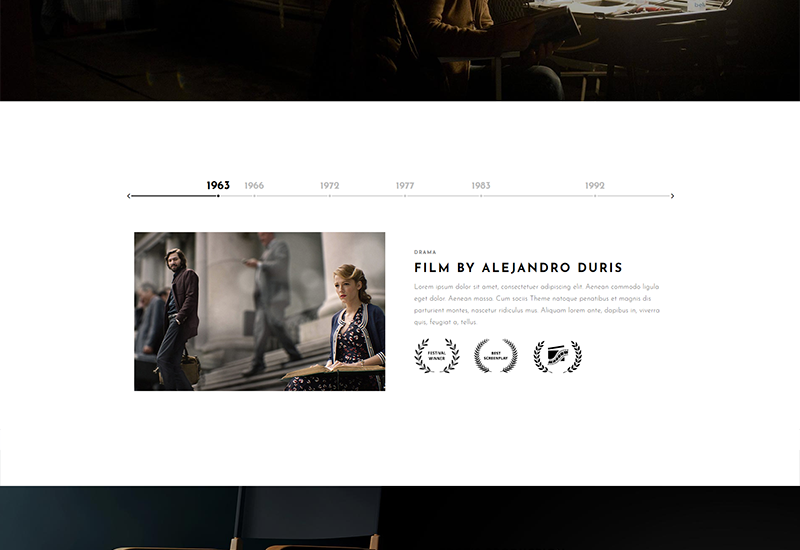 1963 1966 1972 1977 1983 1992
DRAMA
FILM BY ALEJANDRO DURIS
Lorem ipsum dolor sit amet, consectetuer adipiscing elit. Aenean commodo ligula
eget dolor. Aenean massa. Cum sociis Theme natoque penatibus et magnis dis
parturient montes, nascetur ridiculus mus. Aliquam lorem ante, dapibus in, viverra
quis, feugiat a, tellus.
FESTIVAL BEST
WINNER SCREENPLAY